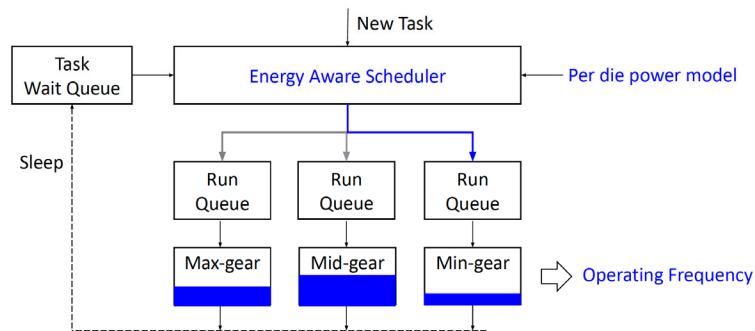 New Task
Task
Wait Queue
Energy Aware Scheduler
Per die power model
Sleep
Run
Queue
Run
Queue
Run
Queue
Max-gear
Mid-gear
Min-gear
Operating Frequency